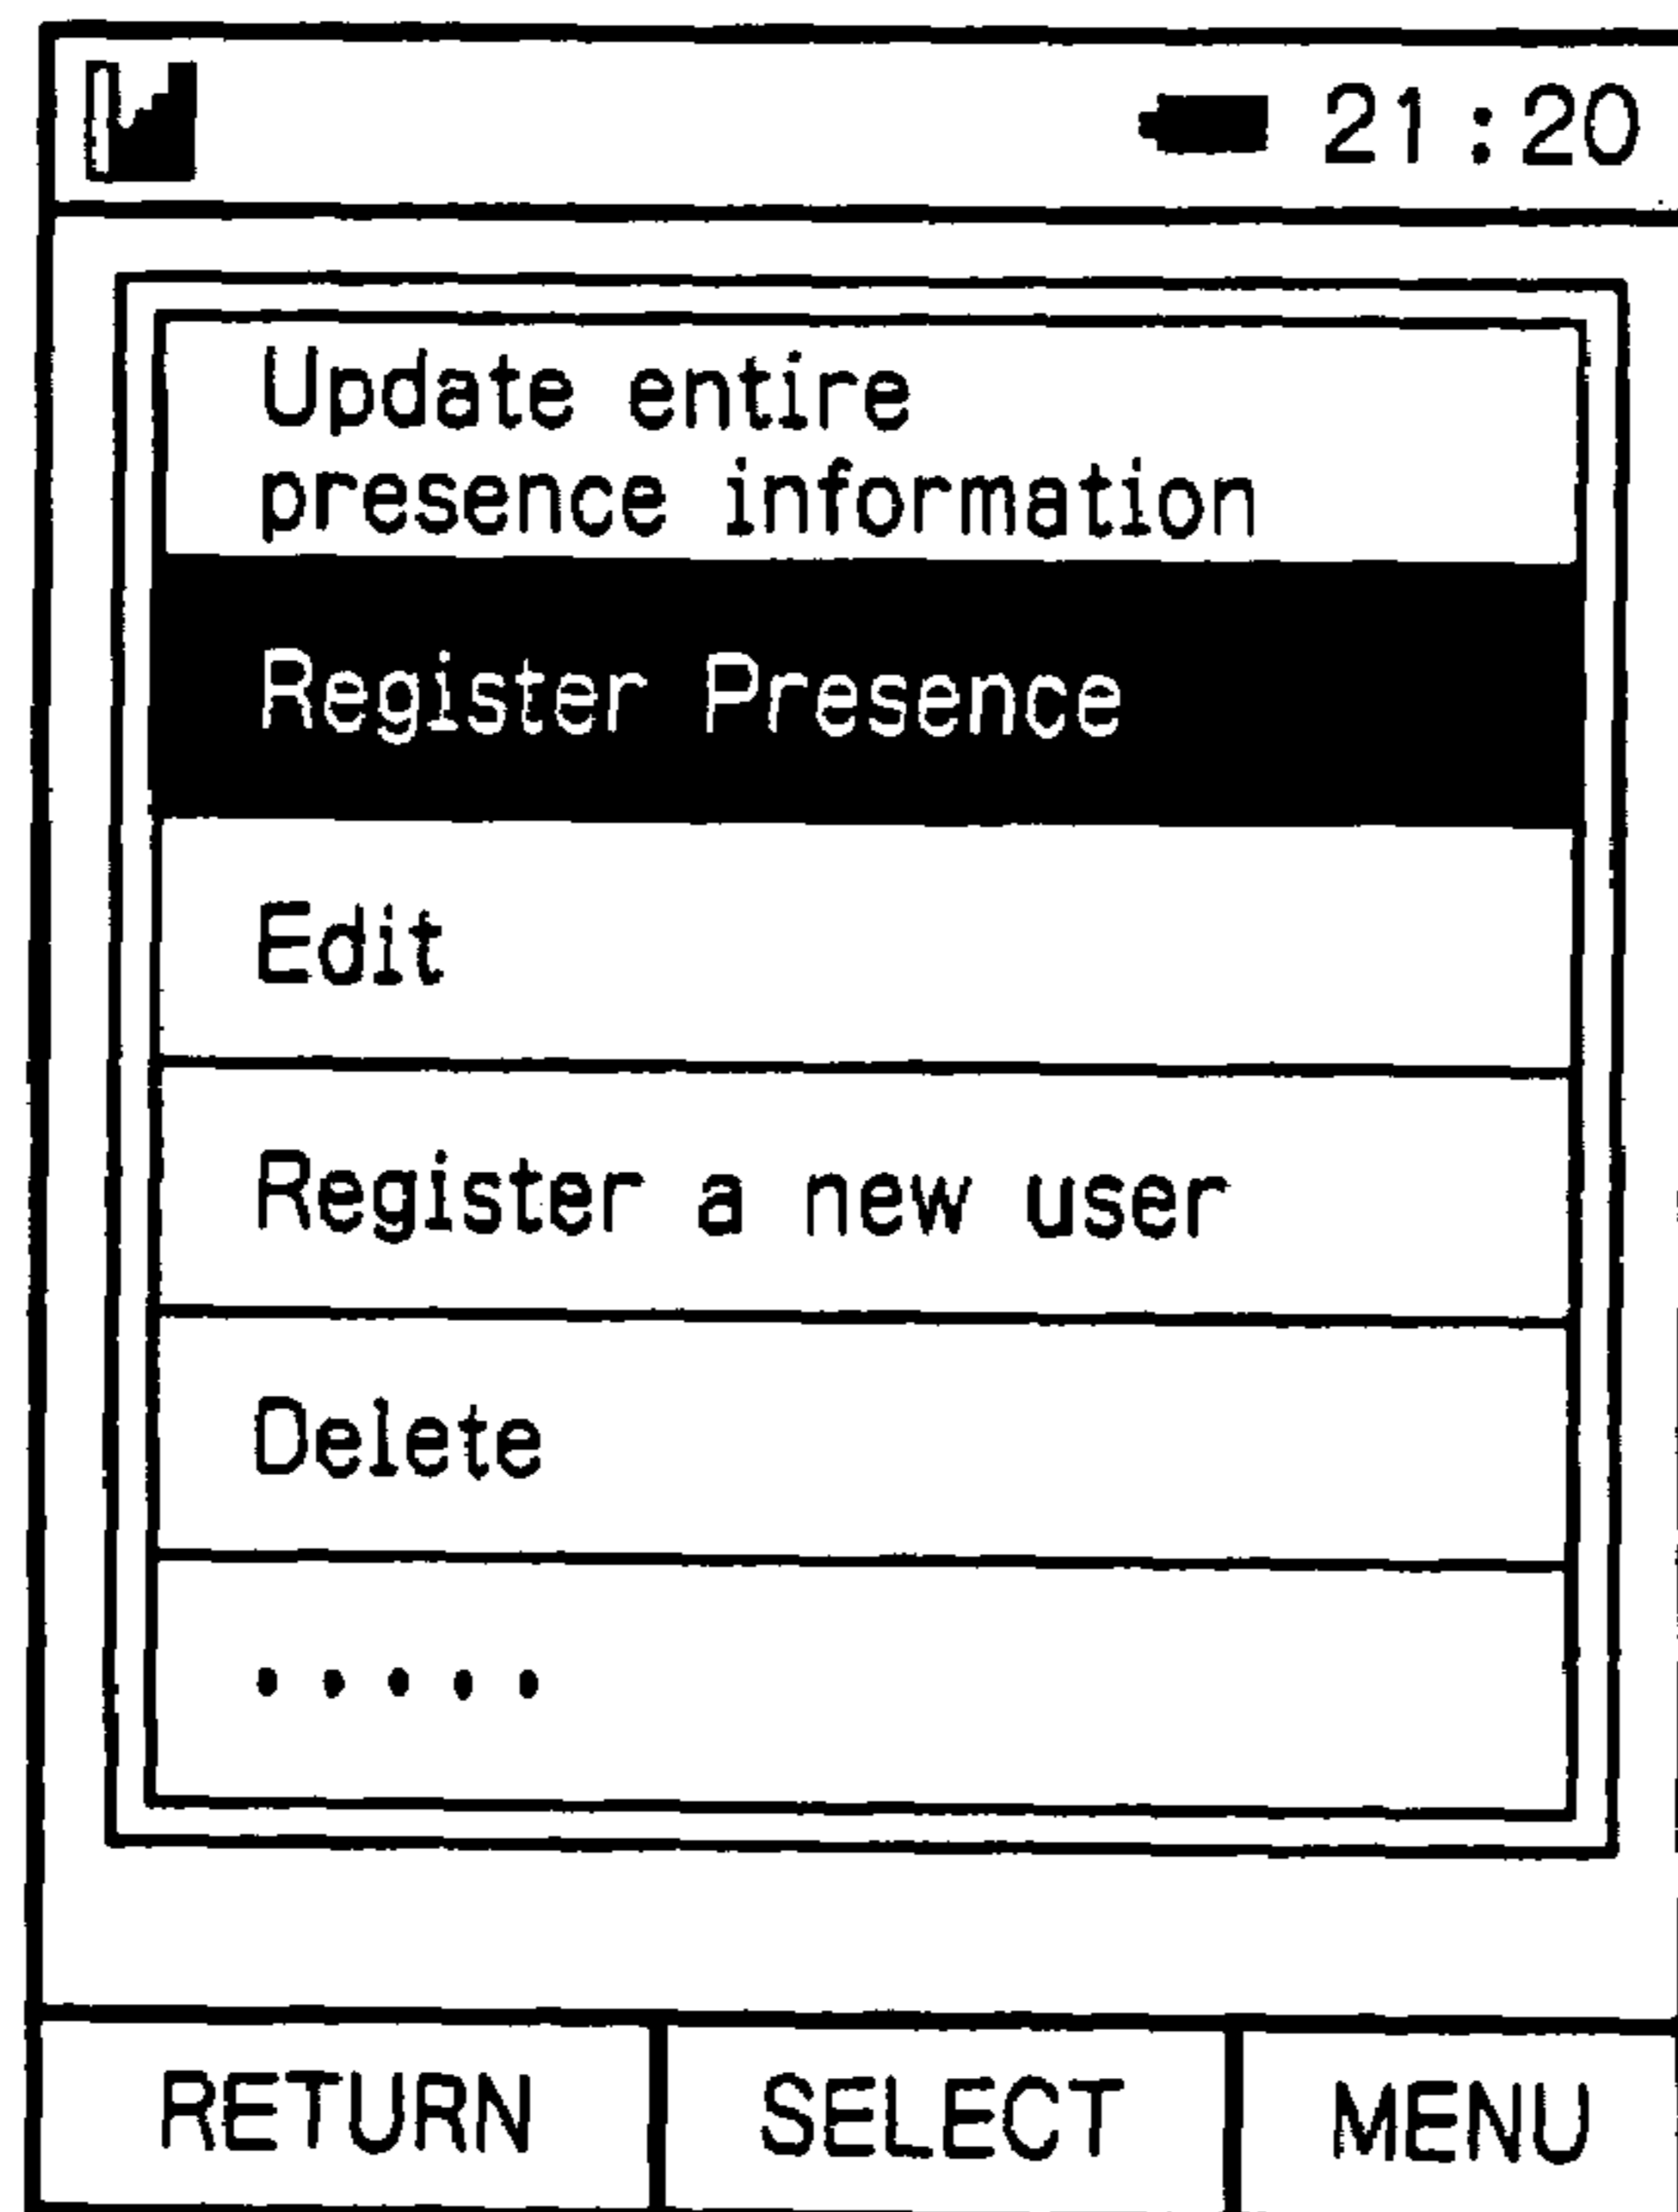 21:20
Update entire
presence information
Register Presence
Edit
Register a new user
Delete
.....
RETURN SELECT MENU